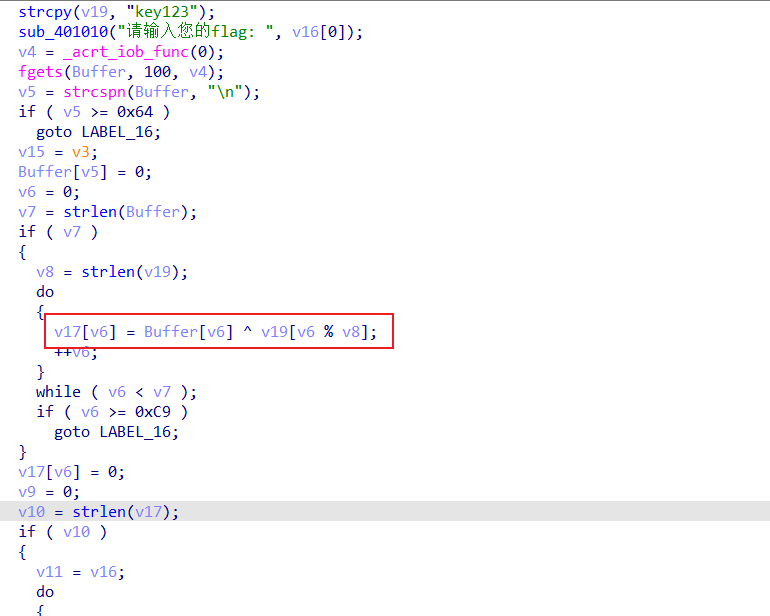 strcpy(v19, "key123");
sub_401010("请输入您的flag: ", v16[0]);
v4 = _acrt_iob_func(0);
fgets(Buffer, 100, v4);
v5 = strcspn(Buffer, "\n");
if ( v5 >= 0x64 )
goto LABEL_16;
v15 = v3;
Buffer[v5] = 0;
v6 = 0;
v7 = strlen(Buffer);
if ( v7 )
{
v8 = strlen(v19);
do
{
v17[v6] = Buffer[v6] ^ v19[v6 % v8];
++v6;
}
while ( v6 < v7 );
if ( v6 >= 0xC9 )
goto LABEL_16;
}
v17[v6] = 0;
v9 = 0;
v10 = strlen(v17);
if ( v10 )
{
v11 = v16;
do
{